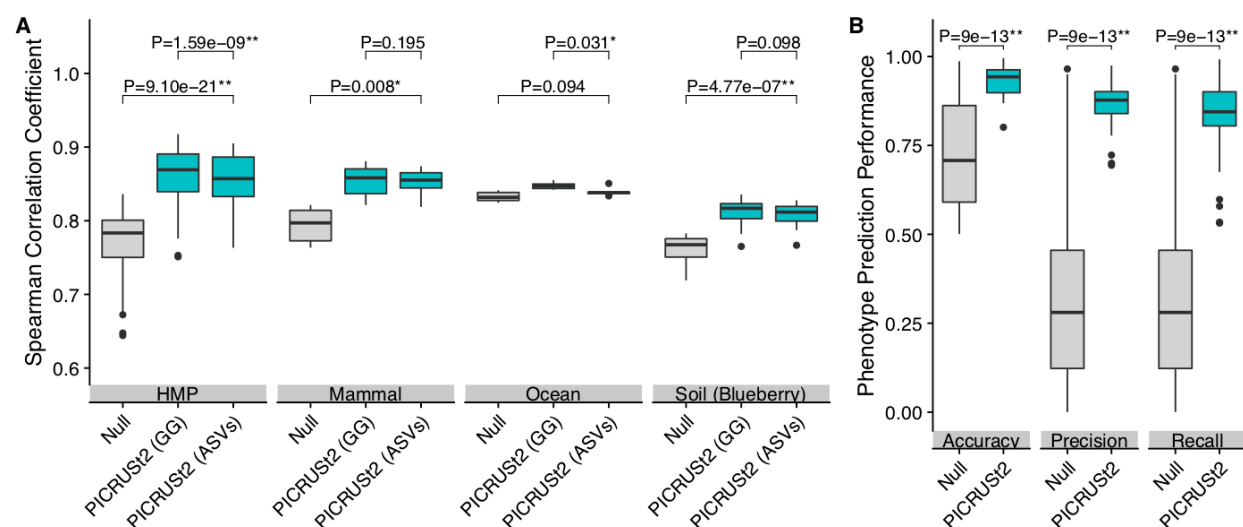 A
Spearman Correlation Coefficient
1.0
0.9
0.8
0.7
0.6
P=1.59e−09**
P=9.10e−21**
P=0.195
P=0.008*
P=0.031*
P=0.094
P=0.098
P=4.77e−07**
HMP
Mammal
Ocean
Soil (Blueberry)
Null
PICRUSt2 (GG)
PICRUSt2 (ASVs)
Null
PICRUSt2 (GG)
PICRUSt2 (ASVs)
Null
PICRUSt2 (GG)
PICRUSt2 (ASVs)
Null
PICRUSt2 (GG)
PICRUSt2 (ASVs)
B
Phenotype Prediction Performance
1.00
0.75
0.50
0.25
0.00
P=9e−13**
P=9e−13**
P=9e−13**
Accuracy
Precision
Recall
Null
PICRUSt2
Null
PICRUSt2
Null
PICRUSt2